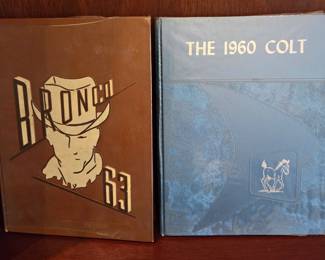 BRONCO
63
THE 1960 COLT